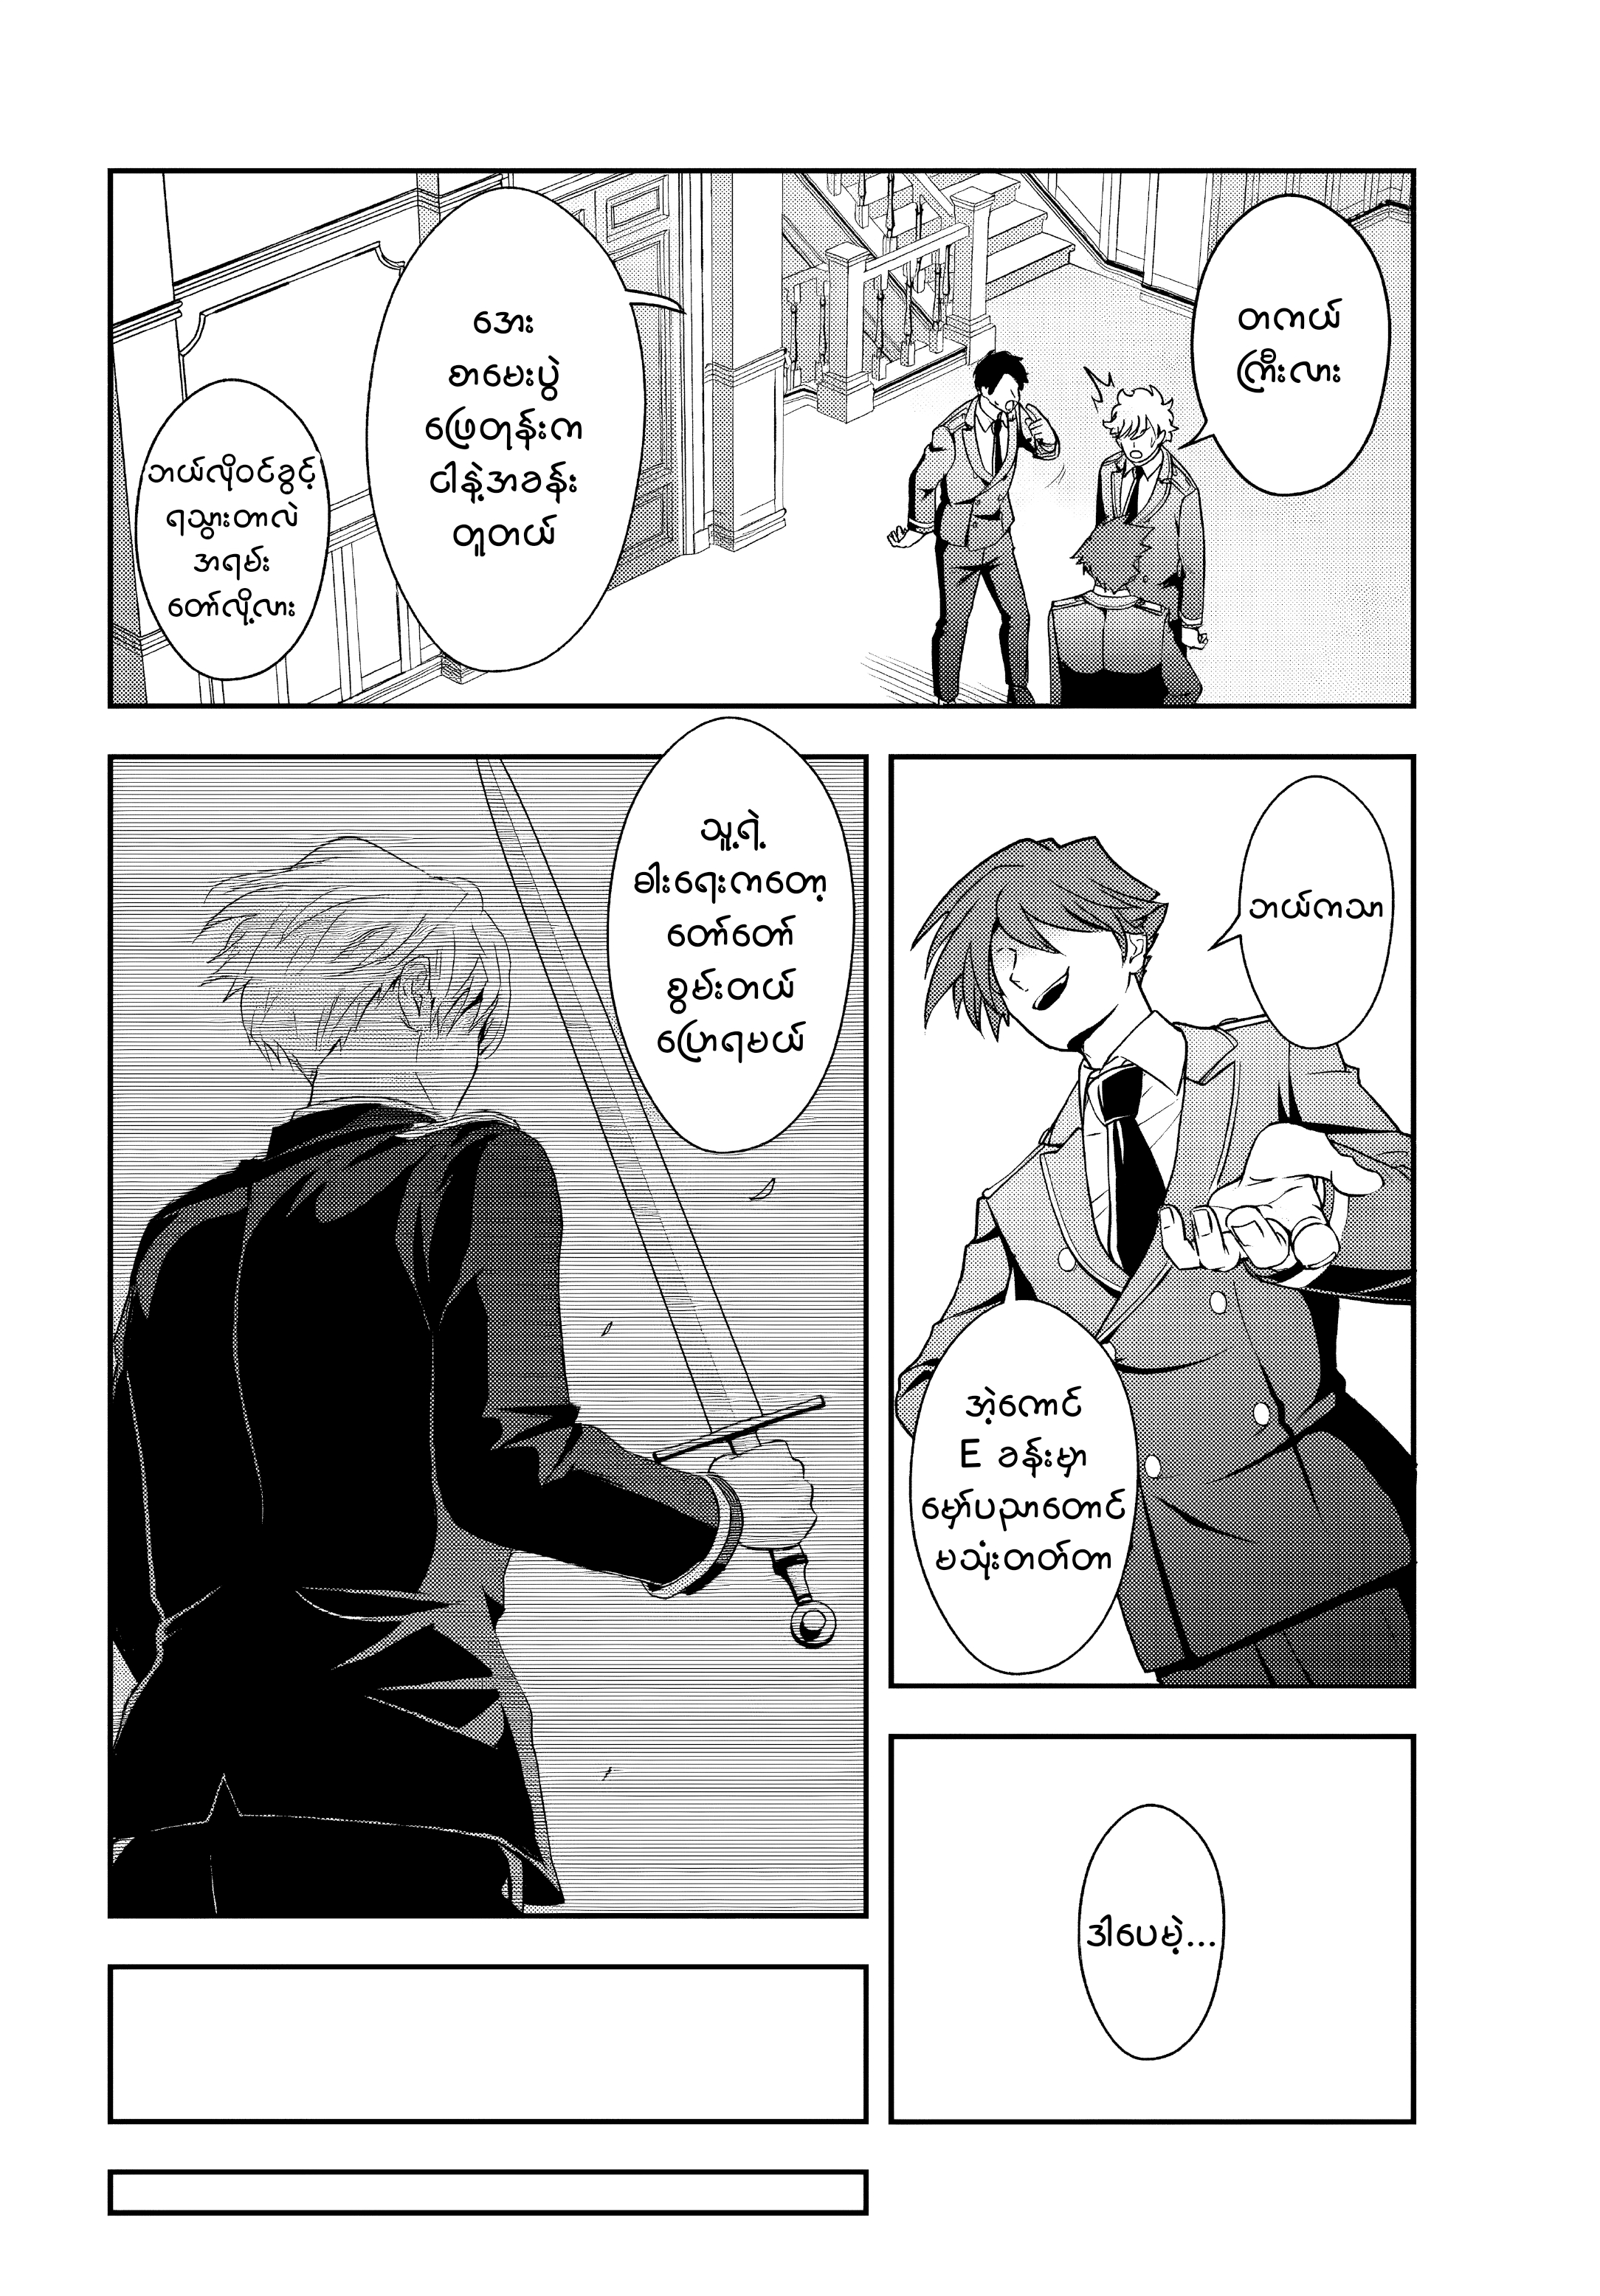 တကယ်
ကြီးလား
အေး
စာမေးပွဲ
ဖြေတုန်းက
ငါနဲ့အခန်း
တူတယ်
ဘယ်လိုဝင်ခွင့်
ရသွားတာလဲ
အရမ်း
တော်လို့လား
ဘယ်ကသာ
အဲ့ကောင်
E ခန်းမှာ
မှော်ပညာတောင်
မသုံးတတ်တာ
ဒါပေမဲ့...
သူ့ရဲ့
ဓါးရေးကတော့
တော်တော်
စွမ်းတယ်
ပြောရမယ်